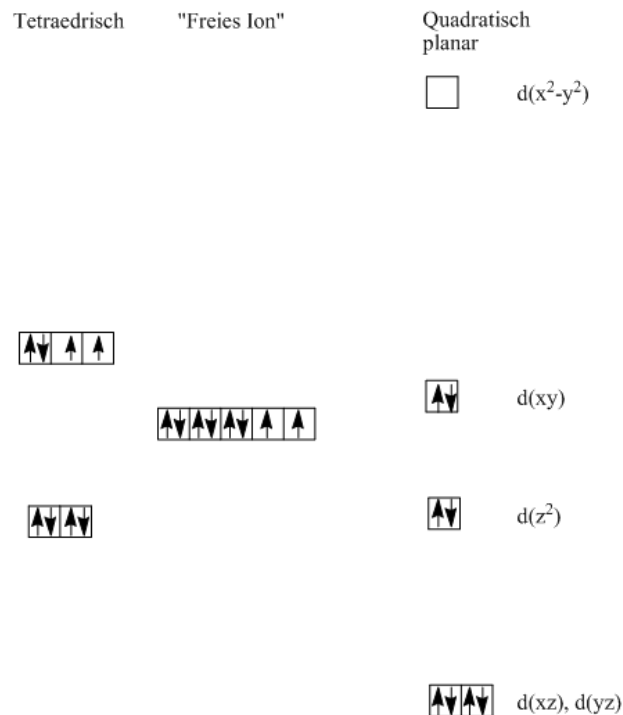 Tetraedrisch "Freies Ion" Quadratisch
planar
d(x²-y²)
d(xy)
d(z²)
d(xz), d(yz)